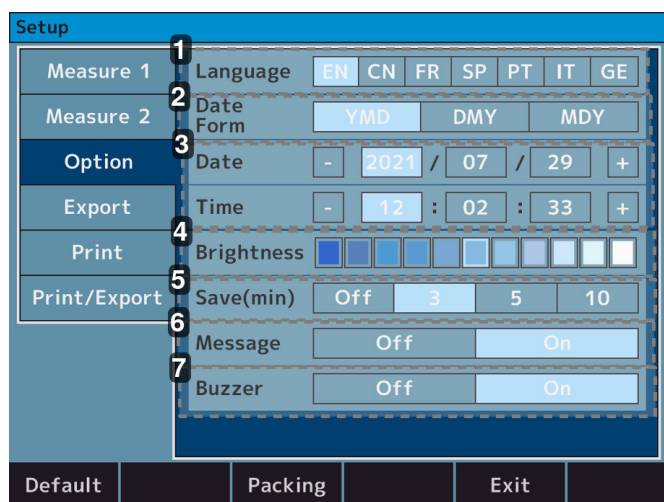 Setup
Measure 1
Measure 2
Option
Export
Print
Print/Export
1
Language EN CN FR SP PT IT GE
2
Date
Form YMD DMY MDY
3
Date - 2021 / 07 / 29 +
Time - 12 : 02 : 33 +
4
Brightness
5
Save(min) Off 3 5 10
6
Message Off On
7
Buzzer Off On
Default Packing Exit